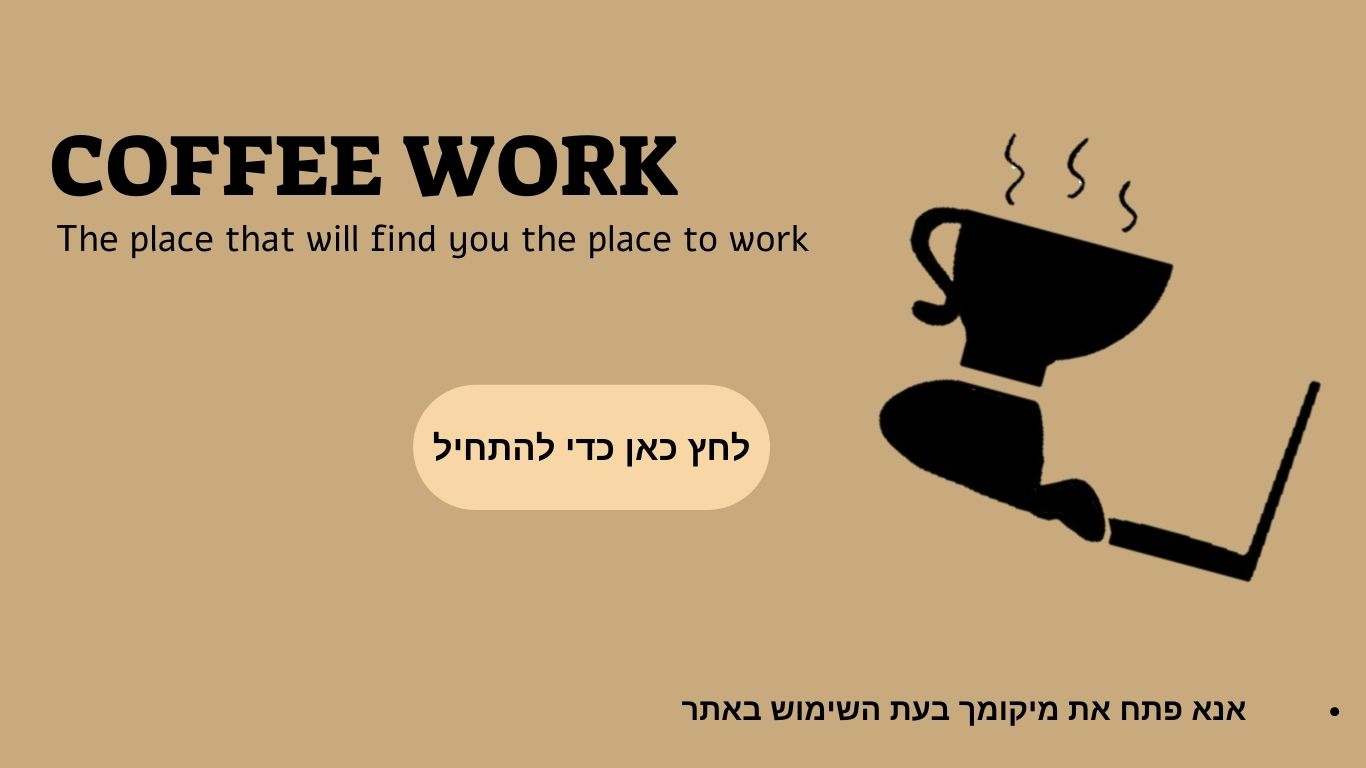 COFFEE WORK
The place that will find you the place to work
לחץ כאן כדי להתחיל
• אנא פתח את מיקומך בעת השימוש באתר